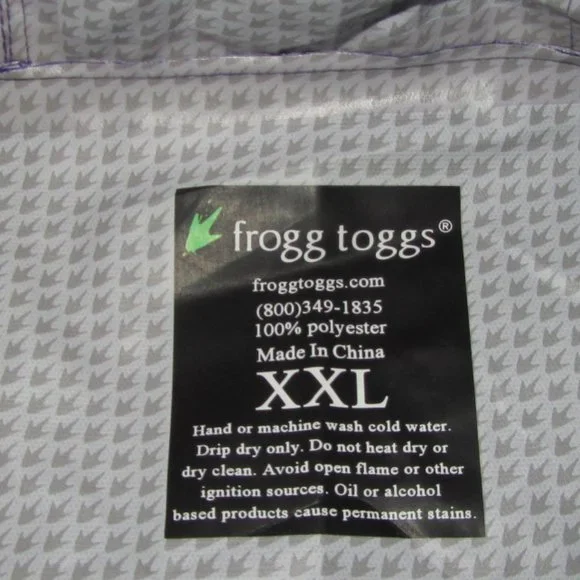 frogg toggs®
froggtoggs.com
(800)349-1835
100% polyester
Made In China
XXL
Hand or machine wash cold water.
Drip dry only. Do not heat dry or
dry clean. Avoid open flame or other
ignition sources. Oil or alcohol
based products cause permanent stains.